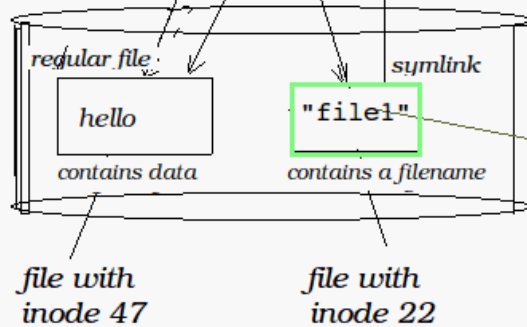 regular file
symlink
hello
"file1"
contains data
contains a filename
file with
inode 47
file with
inode 22